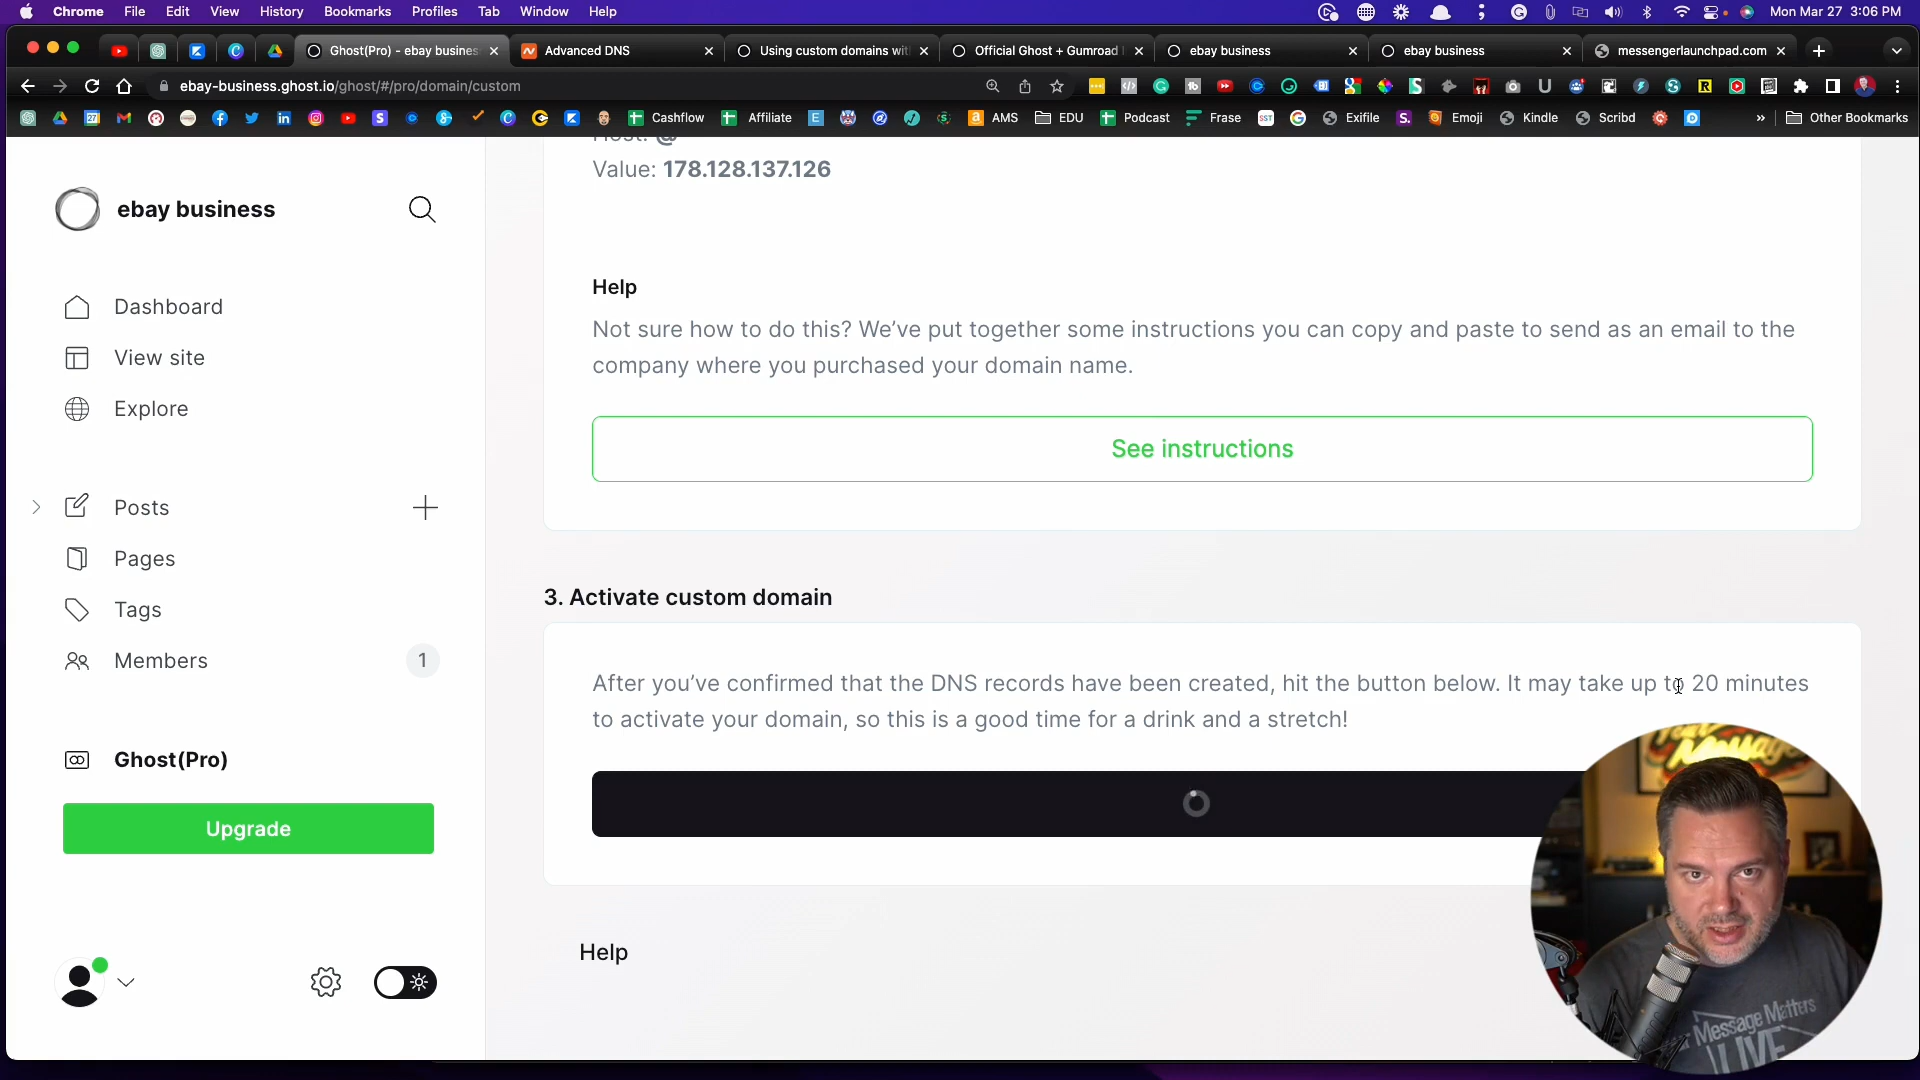 Chrome File Edit View History Bookmarks Profiles Tab Window Help Mon Mar 27 3:06 PM
Ghost(Pro) - ebay busines Advanced DNS Using custom domains wit Official Ghost + Gumroad ebay business ebay business messengerlaunchpad.com
ebay-business.ghost.io/ghost/#/pro/domain/custom
Cashflow Affiliate AMS EDU Podcast Frase Exifile Emoji Kindle Scribd » Other Bookmarks
Host: @
Value: 178.128.137.126
ebay business
Help
Dashboard
Not sure how to do this? We’ve put together some instructions you can copy and paste to send as an email to the
View site
company where you purchased your domain name.
Explore
See instructions
Posts
Pages
3. Activate custom domain
Tags
Members 1
After you’ve confirmed that the DNS records have been created, hit the button below. It may take up to 20 minutes
to activate your domain, so this is a good time for a drink and a stretch!
Ghost(Pro)
Upgrade
Help
Message Matters
LIVE